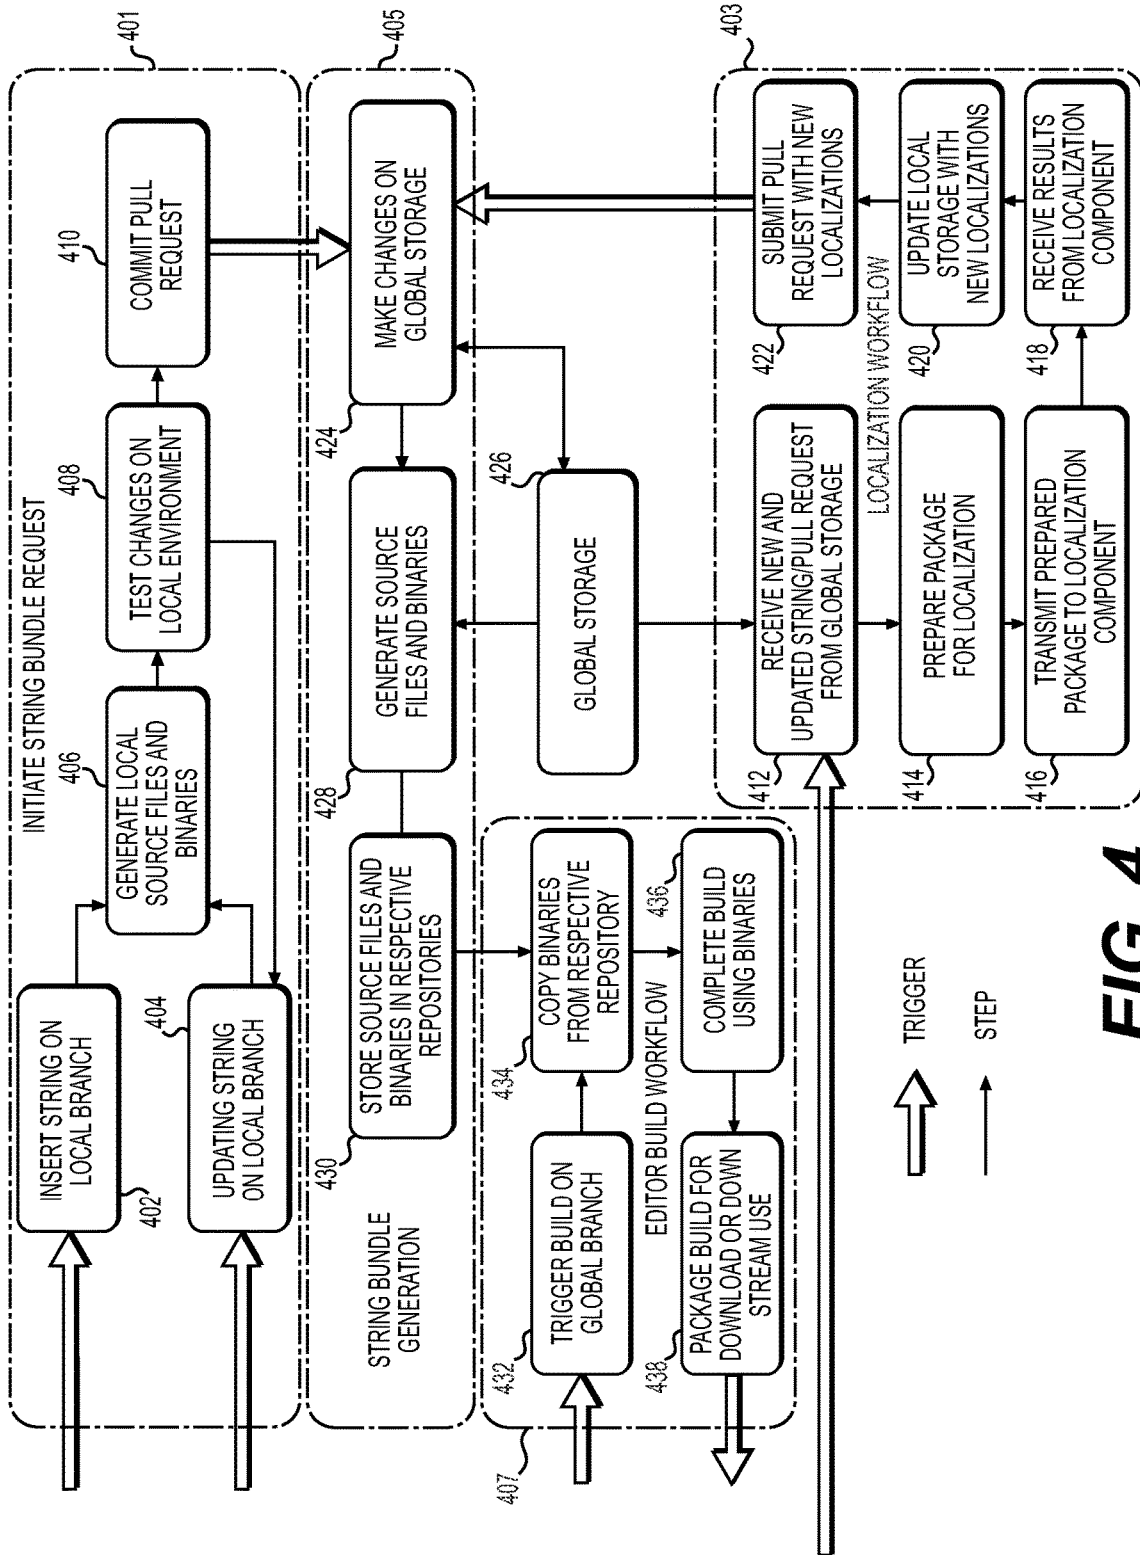 INITIATE STRING BUNDLE REQUEST
401
INSERT STRING ON
LOCAL BRANCH
402
UPDATING STRING
ON LOCAL BRANCH
404
GENERATE LOCAL
SOURCE FILES AND
BINARIES
406
TEST CHANGES ON
LOCAL ENVIRONMENT
408
COMMIT PULL
REQUEST
410
STRING BUNDLE
GENERATION
405
STORE SOURCE FILES AND
BINARIES IN RESPECTIVE
REPOSITORIES
430
GENERATE SOURCE
FILES AND BINARIES
428
MAKE CHANGES ON
GLOBAL STORAGE
424
GLOBAL STORAGE
426
407
TRIGGER BUILD ON
GLOBAL BRANCH
432
COPY BINARIES
FROM RESPECTIVE
REPOSITORY
434
EDITOR BUILD WORKFLOW
PACKAGE BUILD FOR
DOWNLOAD OR DOWN
STREAM USE
438
COMPLETE BUILD
USING BINARIES
436
403
RECEIVE NEW AND
UPDATED STRING/PULL REQUEST
FROM GLOBAL STORAGE
412
SUBMIT PULL
REQUEST WITH NEW
LOCALIZATIONS
422
LOCALIZATION WORKFLOW
PREPARE PACKAGE
FOR LOCALIZATION
414
UPDATE LOCAL
STORAGE WITH
NEW LOCALIZATIONS
420
TRANSMIT PREPARED
PACKAGE TO LOCALIZATION
COMPONENT
416
RECEIVE RESULTS
FROM LOCALIZATION
COMPONENT
418
TRIGGER
STEP
FIG. 4